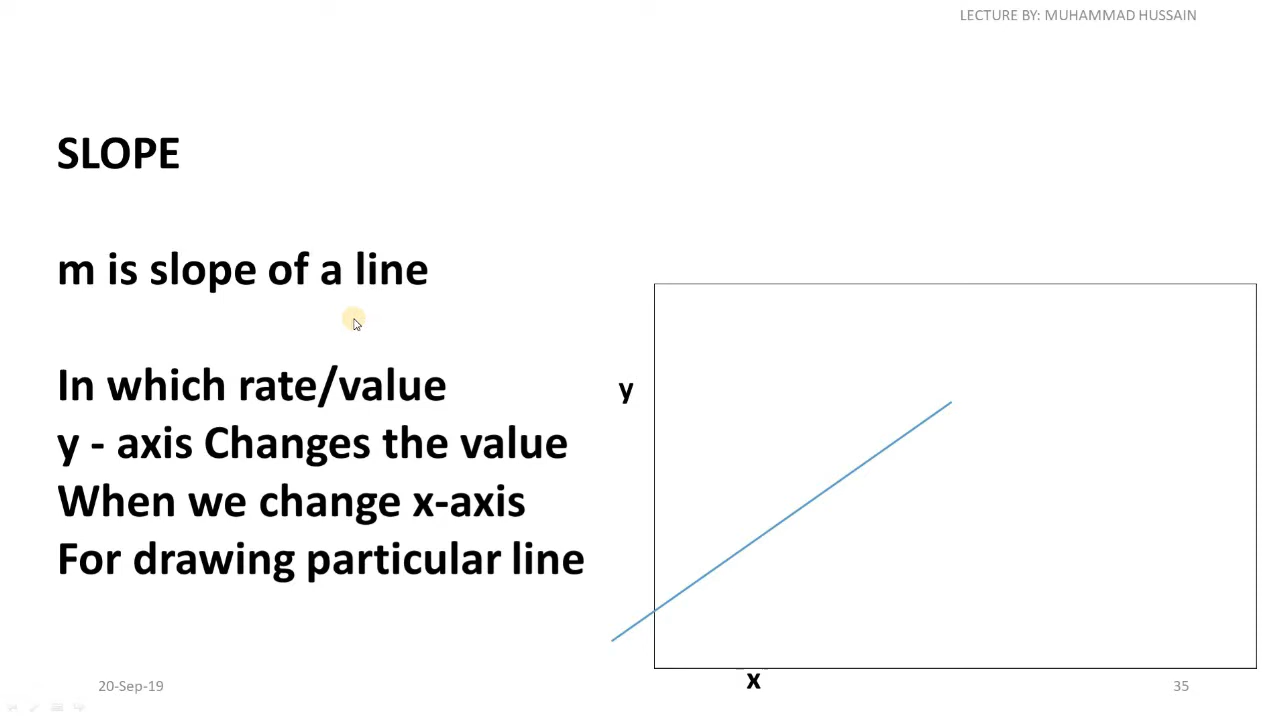 LECTURE BY: MUHAMMAD HUSSAIN
SLOPE
m is slope of a line
In which rate/value
y - axis Changes the value
When we change x-axis
For drawing particular line
y
x
20-Sep-19
35